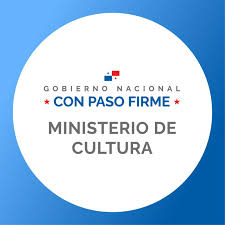 GOBIERNO NACIONAL
★ CON PASO FIRME ★
MINISTERIO DE
CULTURA